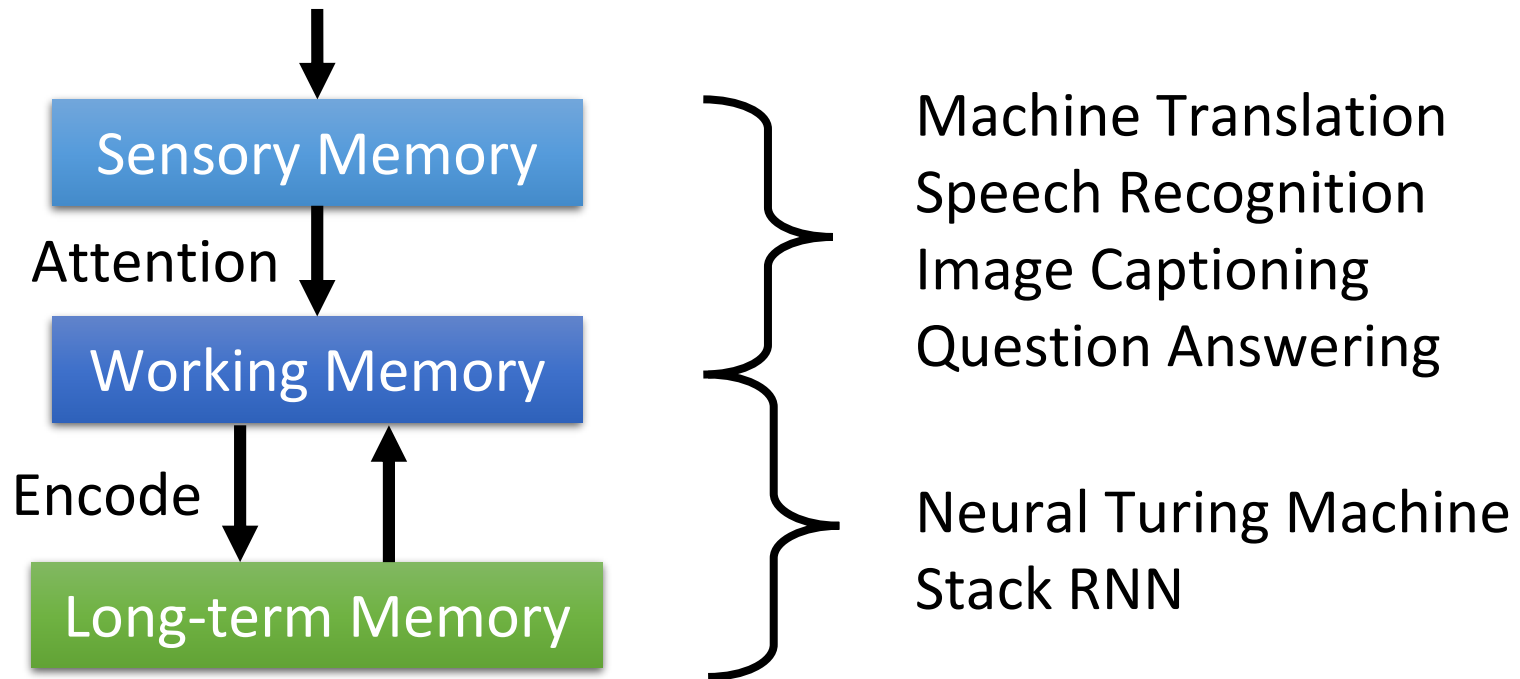 Sensory Memory
Attention
Working Memory
Encode
Long-term Memory
Machine Translation
Speech Recognition
Image Captioning
Question Answering
Neural Turing Machine
Stack RNN